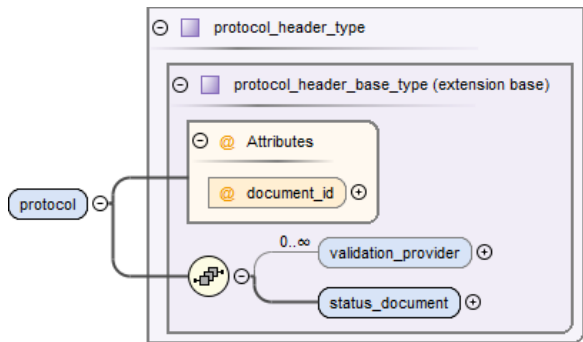 protocol_header_type
protocol_header_base_type (extension base)
@ Attributes
@ document_id
protocol
0..∞
validation_provider
status_document